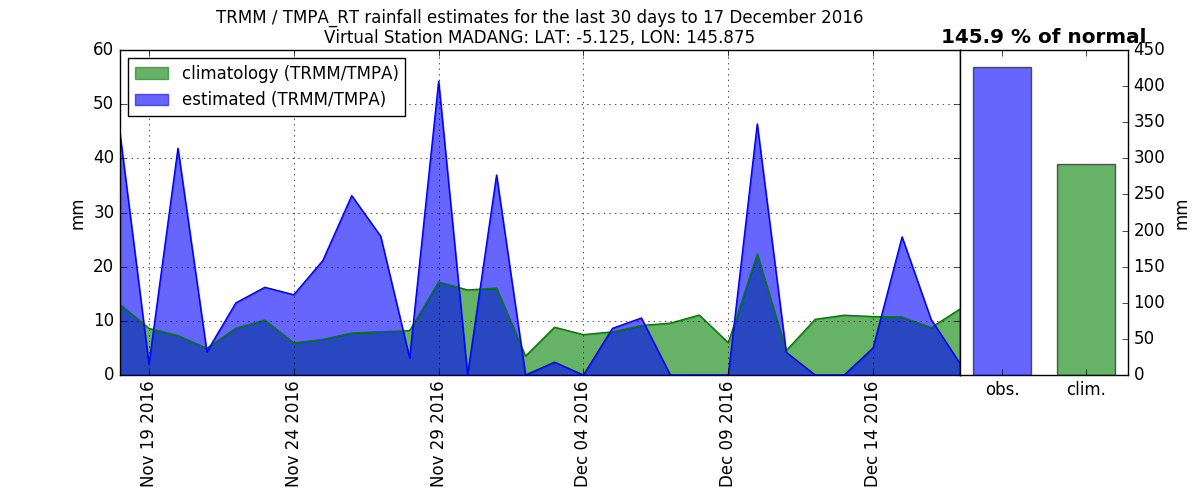 TRMM / TMPA_RT rainfall estimates for the last 30 days to 17 December 2016
Virtual Station MADANG: LAT: -5.125, LON: 145.875
145.9 % of normal
climatology (TRMM/TMPA)
estimated (TRMM/TMPA)
60
50
40
30
20
10
0
mm
Nov 19 2016
Nov 24 2016
Nov 29 2016
Dec 04 2016
Dec 09 2016
Dec 14 2016
450
400
350
300
250
200
150
100
50
0
mm
obs.
clim.